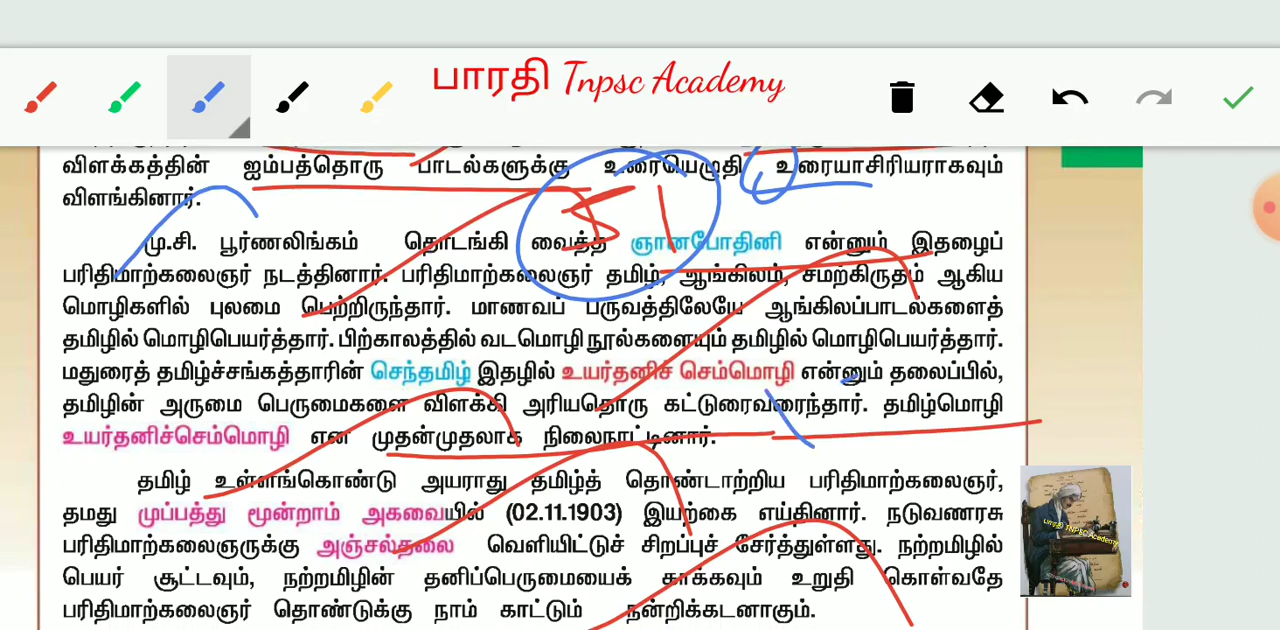 பாரதி Tnpsc Academy
விளக்கத்தின் ஐம்பத்தொரு பாடல்களுக்கு உரையெழுதி உரையாசிரியராகவும்
விளங்கினார்.
51
மு.சி. பூர்ணலிங்கம் தொடங்கி வைத்த ஞானபோதினி என்னும் இதழைப்
பரிதிமாற்கலைஞர் நடத்தினார். பரிதிமாற்கலைஞர் தமிழ், ஆங்கிலம், சமற்கிருதம் ஆகிய
மொழிகளில் புலமை பெற்றிருந்தார். மாணவப் பருவத்திலேயே ஆங்கிலப்பாடல்களைத்
தமிழில் மொழிபெயர்த்தார். பிற்காலத்தில் வடமொழி நூல்களையும் தமிழில் மொழிபெயர்த்தார்.
மதுரைத் தமிழ்ச்சங்கத்தாரின் செந்தமிழ் இதழில் உயர்தனிச் செம்மொழி என்னும் தலைப்பில்,
தமிழின் அருமை பெருமைகளை விளக்கி அரியதொரு கட்டுரைவரைந்தார். தமிழ்மொழி
உயர்தனிச்செம்மொழி என முதன்முதலாக நிலைநாட்டினார்.
தமிழ் உள்ளங்கொண்டு அயராது தமிழ்த் தொண்டாற்றிய பரிதிமாற்கலைஞர்,
தமது முப்பத்து மூன்றாம் அகவையில் (02.11.1903) இயற்கை எய்தினார். நடுவணரசு
பரிதிமாற்கலைஞருக்கு அஞ்சல்தலை வெளியிட்டுச் சிறப்புச் சேர்த்துள்ளது. நற்றமிழில்
பெயர் சூட்டவும், நற்றமிழின் தனிப்பெருமையைக் காக்கவும் உறுதி கொள்வதே
பரிதிமாற்கலைஞர் தொண்டுக்கு நாம் காட்டும் நன்றிக்கடனாகும்.
பாரதி TNPSC Academy